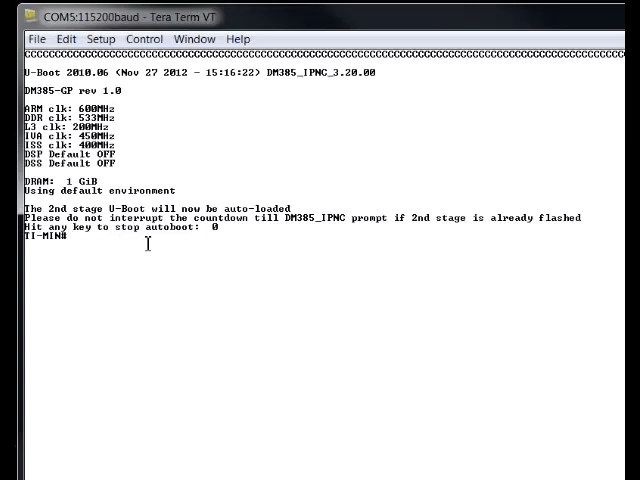 COM5:115200baud - Tera Term VT
File Edit Setup Control Window Help
U-Boot 2010.06 (Nov 27 2012 - 15:16:22) DM385_IPNC_3.20.00
DM385-GP rev 1.0
ARM clk: 600MHz
DDR clk: 533MHz
L3 clk: 200MHz
IVA clk: 450MHz
ISS clk: 400MHz
DSP Default OFF
DSS Default OFF
DRAM:  1 GiB
Using default environment
The 2nd stage U-Boot will now be auto-loaded
Please do not interrupt the countdown till DM385_IPNC prompt if 2nd stage is already flashed
Hit any key to stop autoboot:  0
TI-MIN#